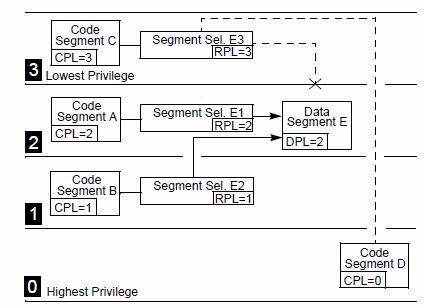 Code
Segment C
CPL=3
Segment Sel. E3
RPL=3
3 Lowest Privilege
Code
Segment A
CPL=2
Segment Sel. E1
RPL=2
Data
Segment E
DPL=2
2
Code
Segment B
CPL=1
Segment Sel. E2
RPL=1
1
Code
Segment D
CPL=0
0 Highest Privilege